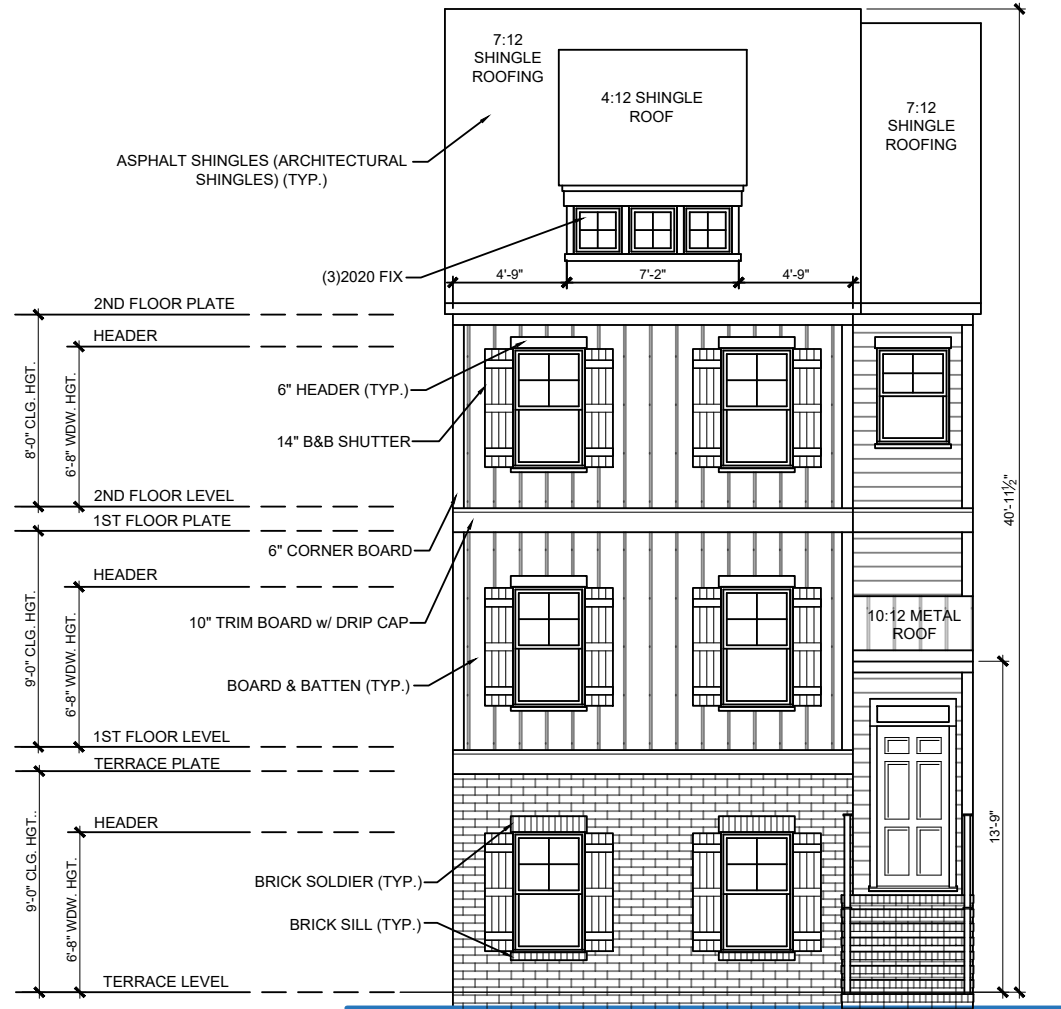 7:12
SHINGLE
ROOFING
4:12 SHINGLE
ROOF
7:12
SHINGLE
ROOFING
ASPHALT SHINGLES (ARCHITECTURAL
SHINGLES) (TYP.)
(3)2020 FIX
4'-9"
7'-2"
4'-9"
2ND FLOOR PLATE
HEADER
8'-0" CLG. HGT.
6'-8" WDW. HGT.
6" HEADER (TYP.)
14" B&B SHUTTER
2ND FLOOR LEVEL
1ST FLOOR PLATE
40'-11½"
6" CORNER BOARD
HEADER
9'-0" CLG. HGT.
6'-8" WDW. HGT.
10" TRIM BOARD w/ DRIP CAP
10:12 METAL
ROOF
BOARD & BATTEN (TYP.)
1ST FLOOR LEVEL
TERRACE PLATE
HEADER
9'-0" CLG. HGT..
6'-8" WDW. HGT.
13'-9"
BRICK SOLDIER (TYP.)
BRICK SILL (TYP.)
TERRACE LEVEL